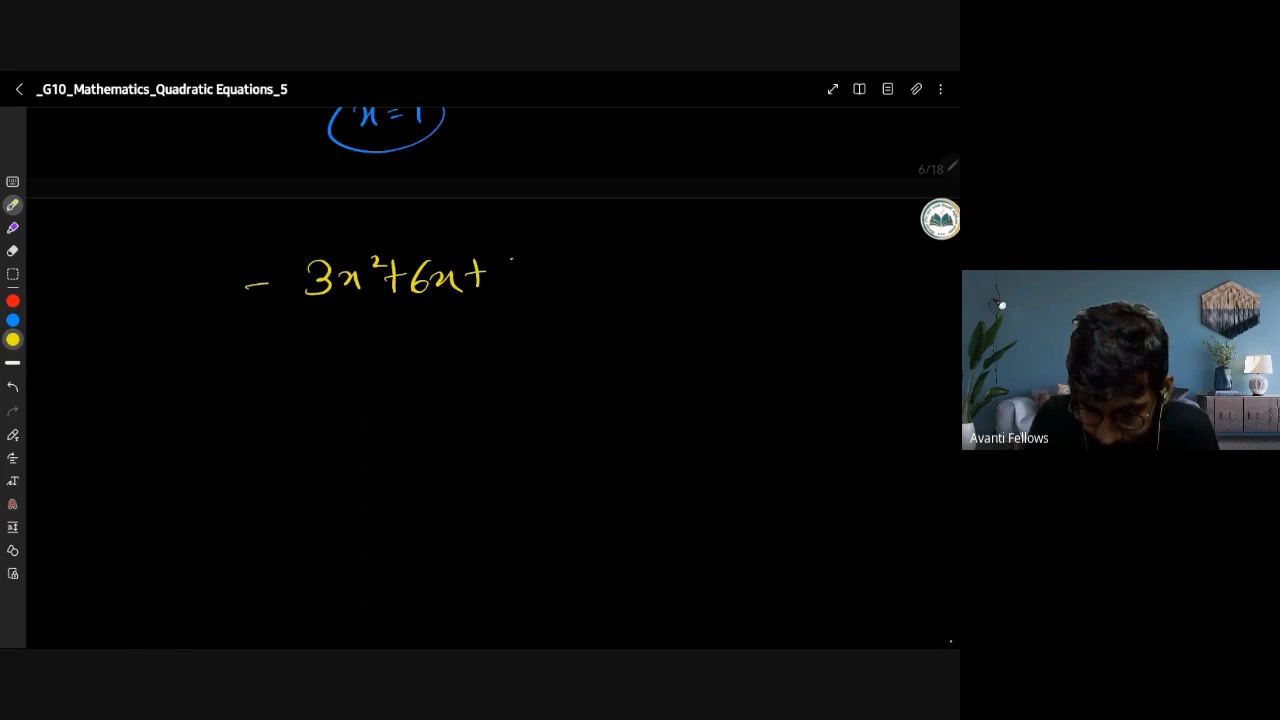 _G10_Mathematics_Quadratic Equations_5
x = 1
6/18
- 3x²+6x+
Avanti Fellows